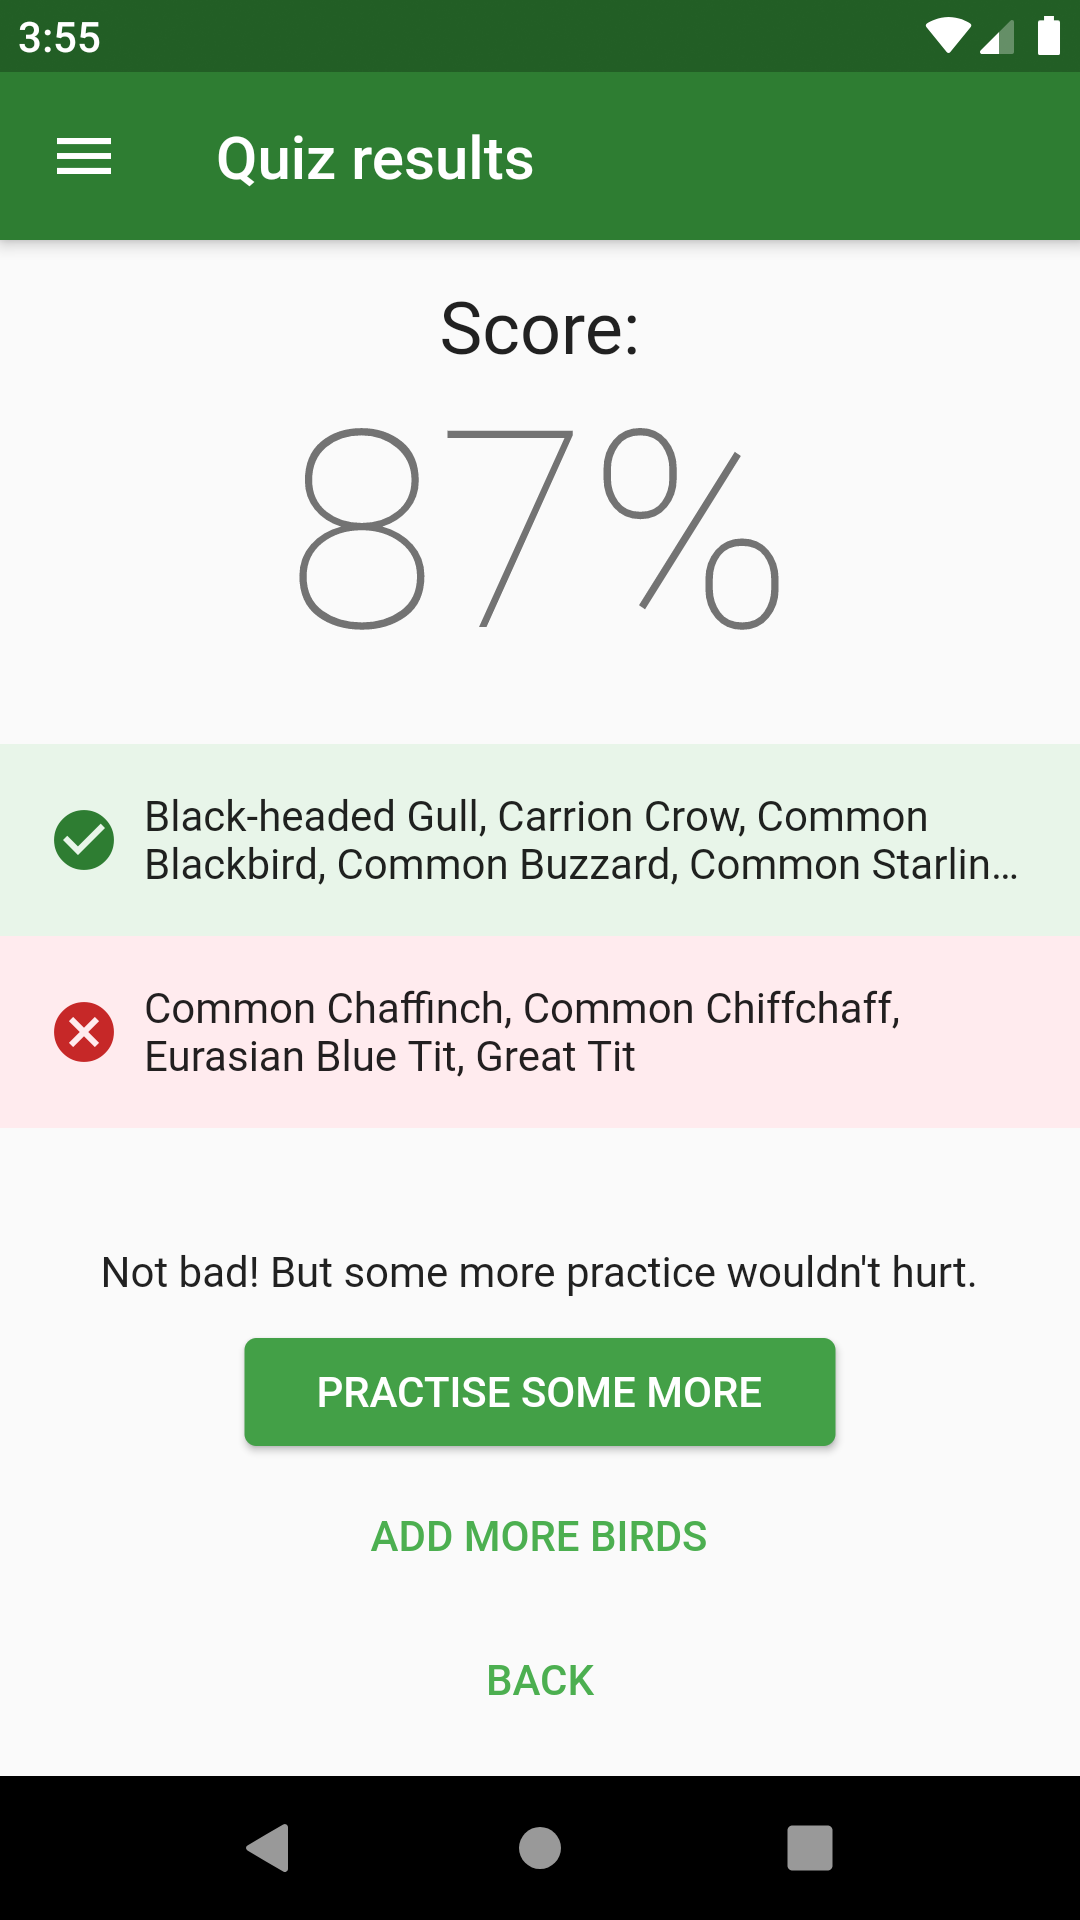 3:55
Quiz results
Score:
87%
Black-headed Gull, Carrion Crow, Common
Blackbird, Common Buzzard, Common Starlin…
Common Chaffinch, Common Chiffchaff,
Eurasian Blue Tit, Great Tit
Not bad! But some more practice wouldn't hurt.
PRACTISE SOME MORE
ADD MORE BIRDS
BACK